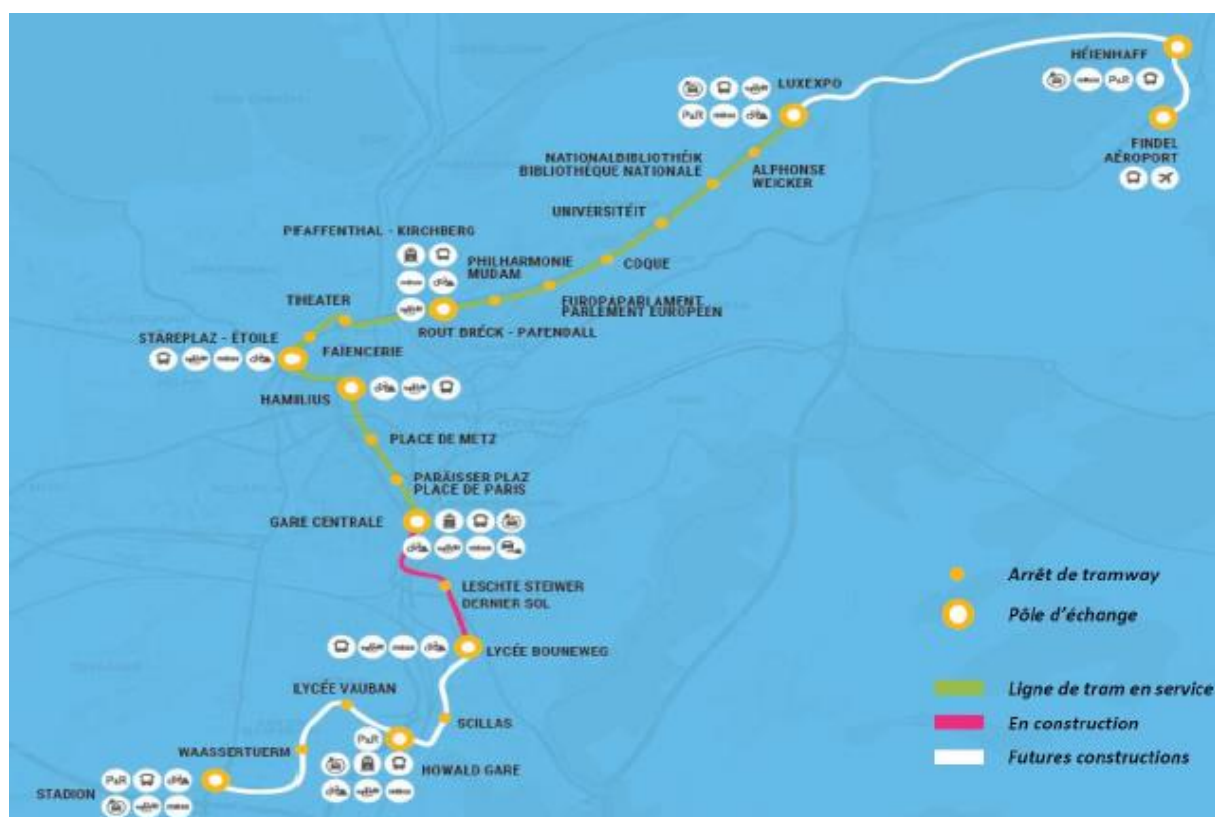 HÉIENHAFF
P&R
LUXEXPO
P&R
FINDEL
AÉROPORT
NATIONALBIBLIOTHÉIK
BIBLIOTHÈQUE NATIONALE
ALPHONSE
WEICKER
UNIVERSITÉIT
PFAFFENTHAL - KIRCHBERG
PHILHARMONIE
MUDAM
COQUE
THEATER
EUROPAPARLAMENT
PARLEMENT EUROPÉEN
ROUT BRÉCK - PAFENDALL
STÄREPLAZ - ÉTOILE
FAÏENCERIE
HAMILIUS
PLACE DE METZ
PARÄISSER PLAZ
PLACE DE PARIS
GARE CENTRALE
LESCHTE STEIWER
DERNIER SOL
LYCÉE BOUNEWEG
LYCÉE VAUBAN
SCILLAS
P&R
WAASSERTUERM
HOWALD GARE
P&R
STADION
Arrêt de tramway
Pôle d'échange
Ligne de tram en service
En construction
Futures constructions